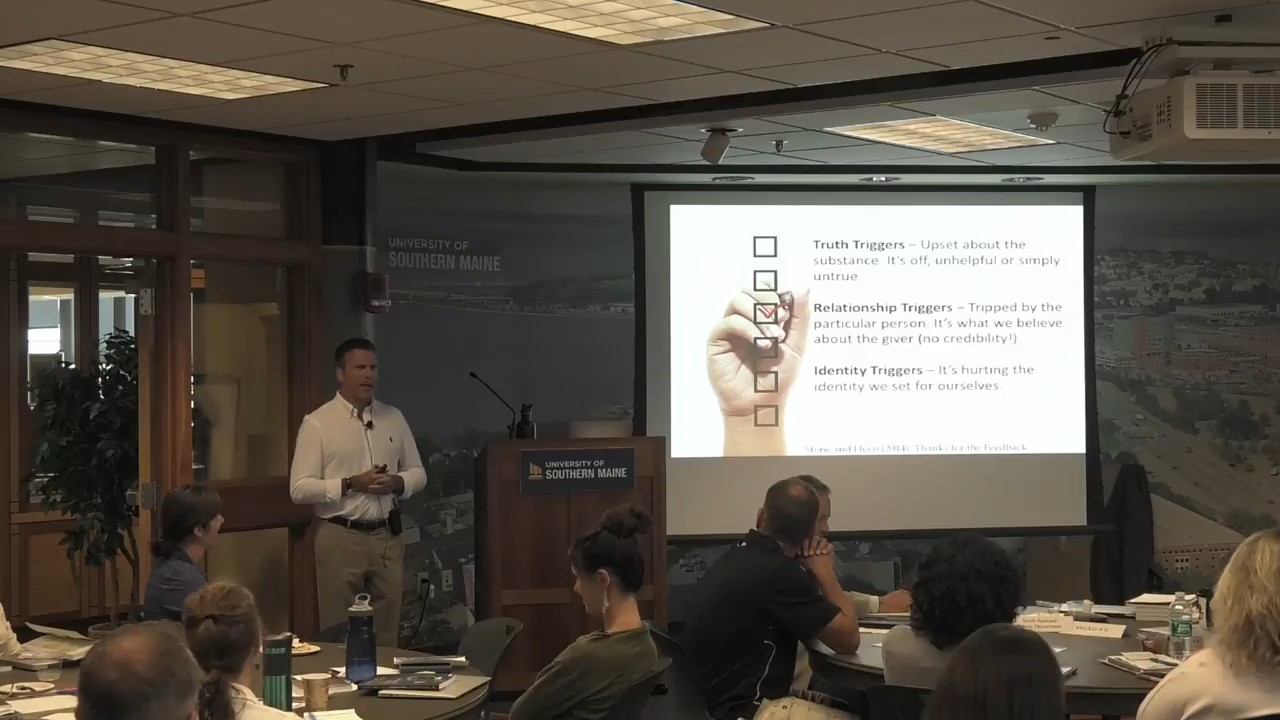 UNIVERSITY OF
SOUTHERN MAINE
Truth Triggers – Upset about the
substance It's off, unhelpful or simply
untrue
Relationship Triggers – Tripped by the
particular person. It's what we believe
about the giver (no credibility!)
Identity Triggers – It's hurting the
identity we set for ourselves.
Stone and Heen (2014) Thanks for the Feedback
UNIVERSITY OF
SOUTHERN MAINE